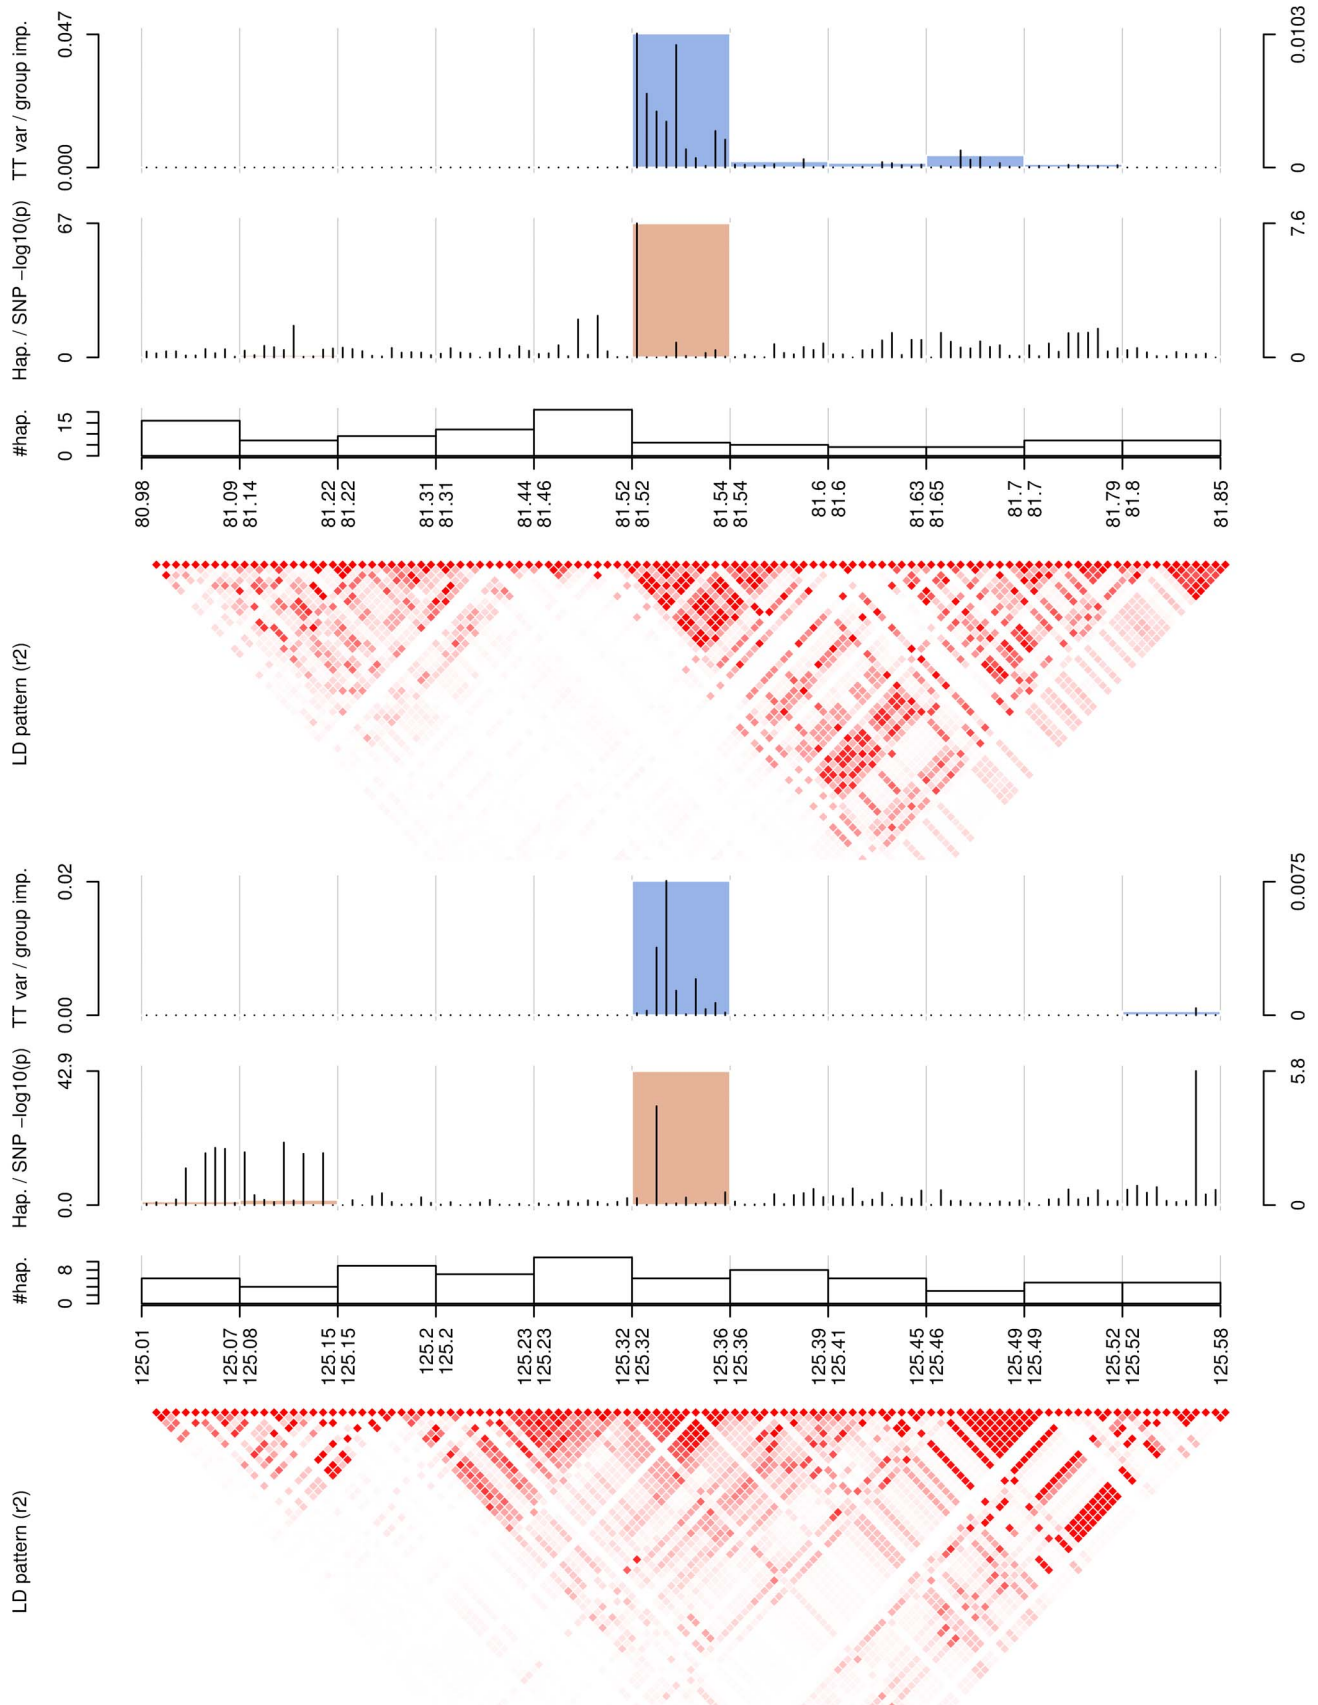 TT var / group imp.
0.047
0.000
0.0103
0
Hap. / SNP −log10(p)
67
0
7.6
0
#hap.
15
0
80.98 81.09 81.14 81.22 81.22 81.31 81.31 81.44 81.46 81.52 81.52 81.54 81.54 81.6 81.6 81.63 81.65 81.7 81.7 81.79 81.8 81.85
LD pattern (r2)
TT var / group imp.
0.02
0.00
0.0075
0
Hap. / SNP −log10(p)
42.9
0.0
5.8
0
#hap.
8
0
125.01 125.07 125.08 125.15 125.15 125.2 125.2 125.23 125.23 125.32 125.32 125.36 125.36 125.39 125.41 125.45 125.46 125.49 125.49 125.52 125.52 125.58
LD pattern (r2)